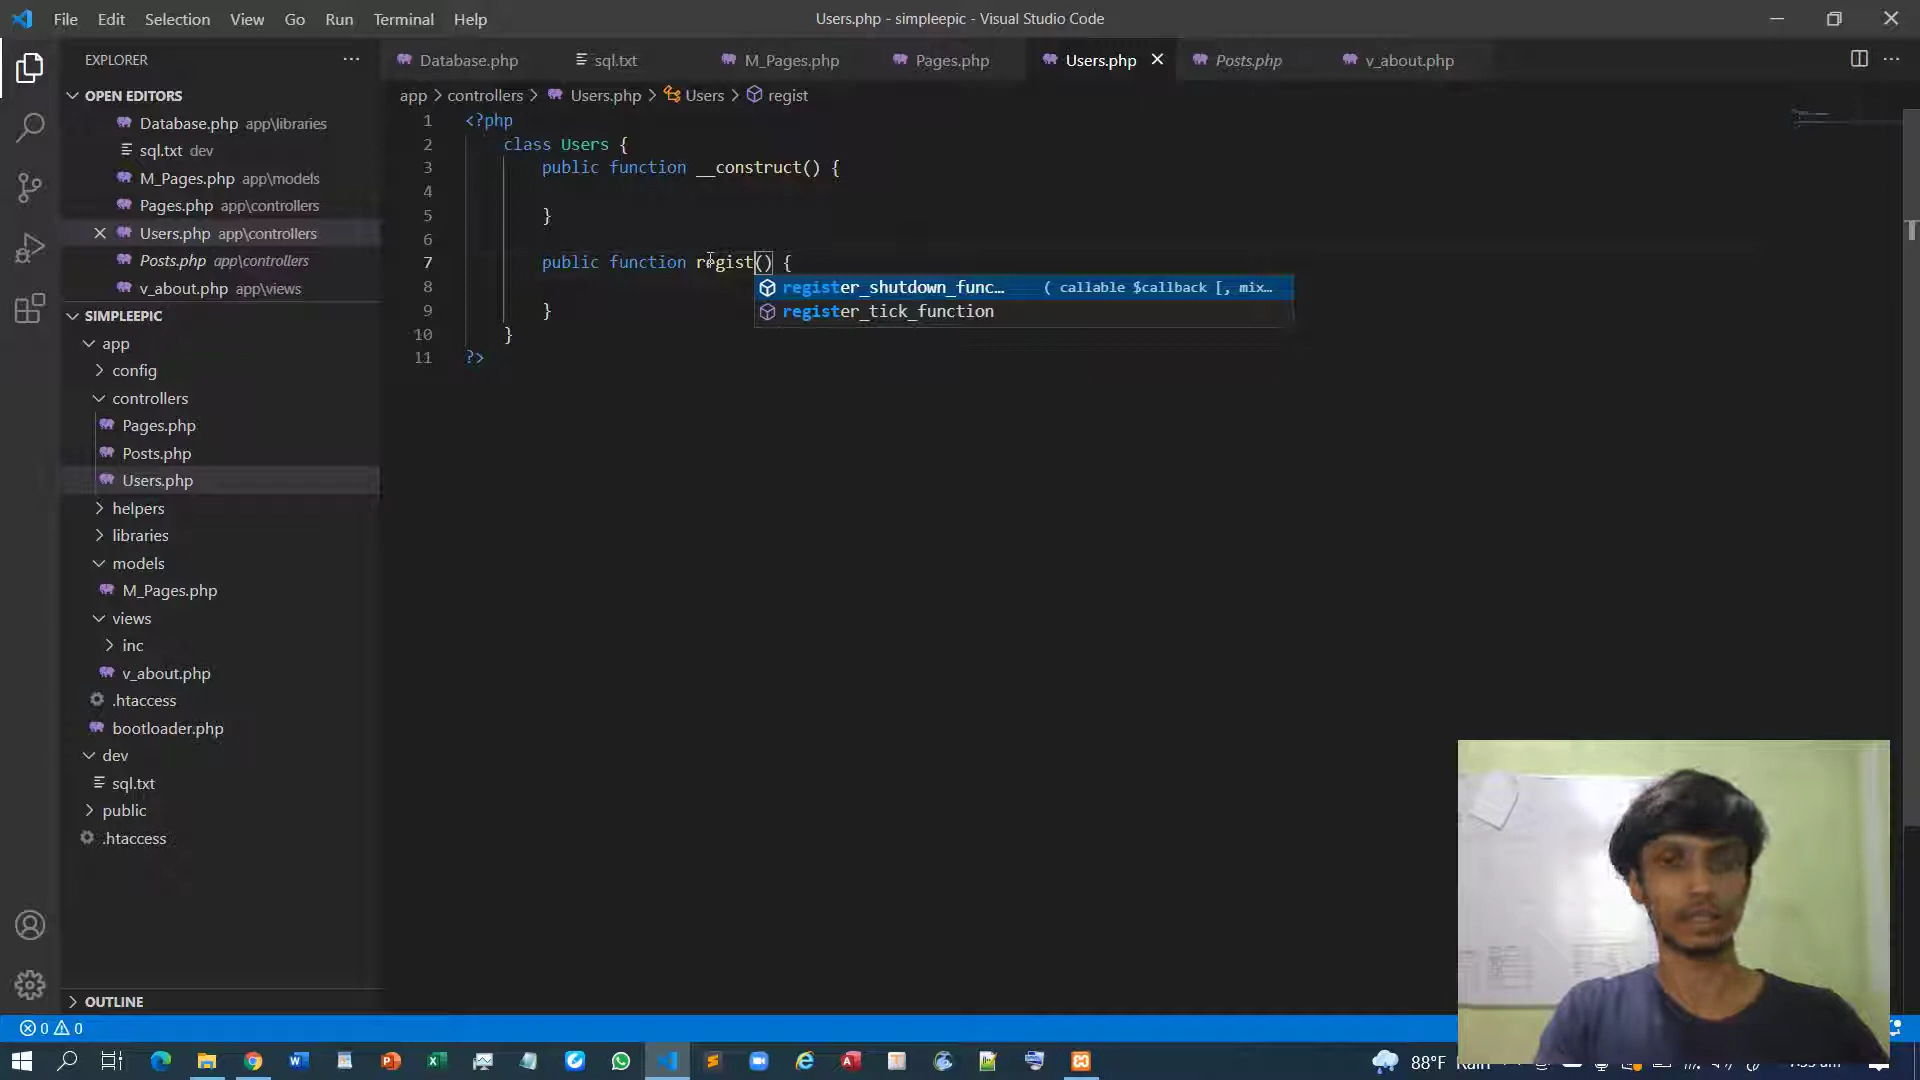 File Edit Selection View Go Run Terminal Help
Users.php - simpleepic - Visual Studio Code
EXPLORER
OPEN EDITORS
Database.php app\libraries
sql.txt dev
M_Pages.php app\models
Pages.php app\controllers
Users.php app\controllers
Posts.php app\controllers
v_about.php app\views
SIMPLEEPIC
app
config
controllers
Pages.php
Posts.php
Users.php
helpers
libraries
models
M_Pages.php
views
inc
v_about.php
.htaccess
bootloader.php
dev
sql.txt
public
.htaccess
OUTLINE
Database.php sql.txt M_Pages.php Pages.php Users.php Posts.php v_about.php
app > controllers > Users.php > Users > regist
1 <?php
2 class Users {
3 public function __construct() {
4
5 }
6
7 public function regist() {
register_shutdown_func… ( callable $callback [, mix…
register_tick_function
8
9 }
10 }
11 ?>
0 0
88°F Rain